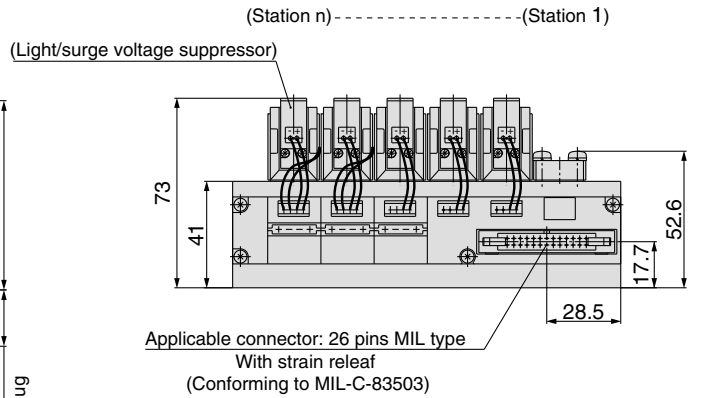 (Station n)
(Station 1)
(Light/surge voltage suppressor)
73
41
52.6
17.7
28.5
Applicable connector: 26 pins MIL type
With strain releaf
(Conforming to MIL-C-83503)
ug